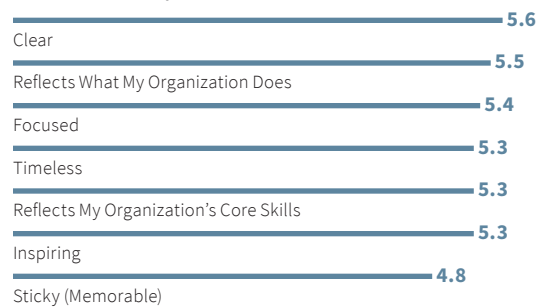 5.6
Clear
5.5
Reflects What My Organization Does
5.4
Focused
5.3
Timeless
5.3
Reflects My Organization’s Core Skills
5.3
Inspiring
4.8
Sticky (Memorable)